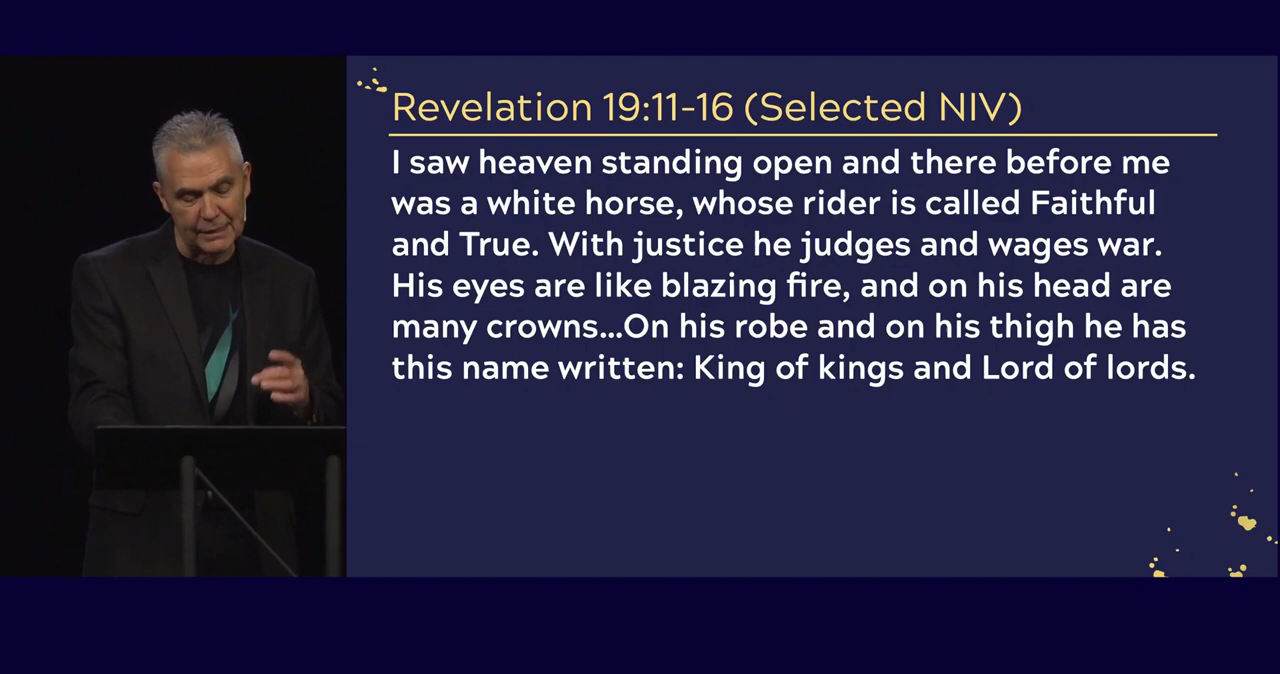 Revelation 19:11-16 (Selected NIV)
I saw heaven standing open and there before me
was a white horse, whose rider is called Faithful
and True. With justice he judges and wages war.
His eyes are like blazing fire, and on his head are
many crowns...On his robe and on his thigh he has
this name written: King of kings and Lord of lords.